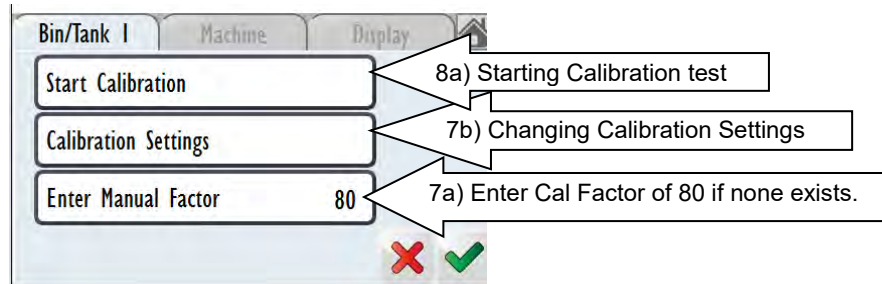 Bin/Tank 1
Machine
Display
Start Calibration
8a) Starting Calibration test
Calibration Settings
7b) Changing Calibration Settings
Enter Manual Factor 80
7a) Enter Cal Factor of 80 if none exists.